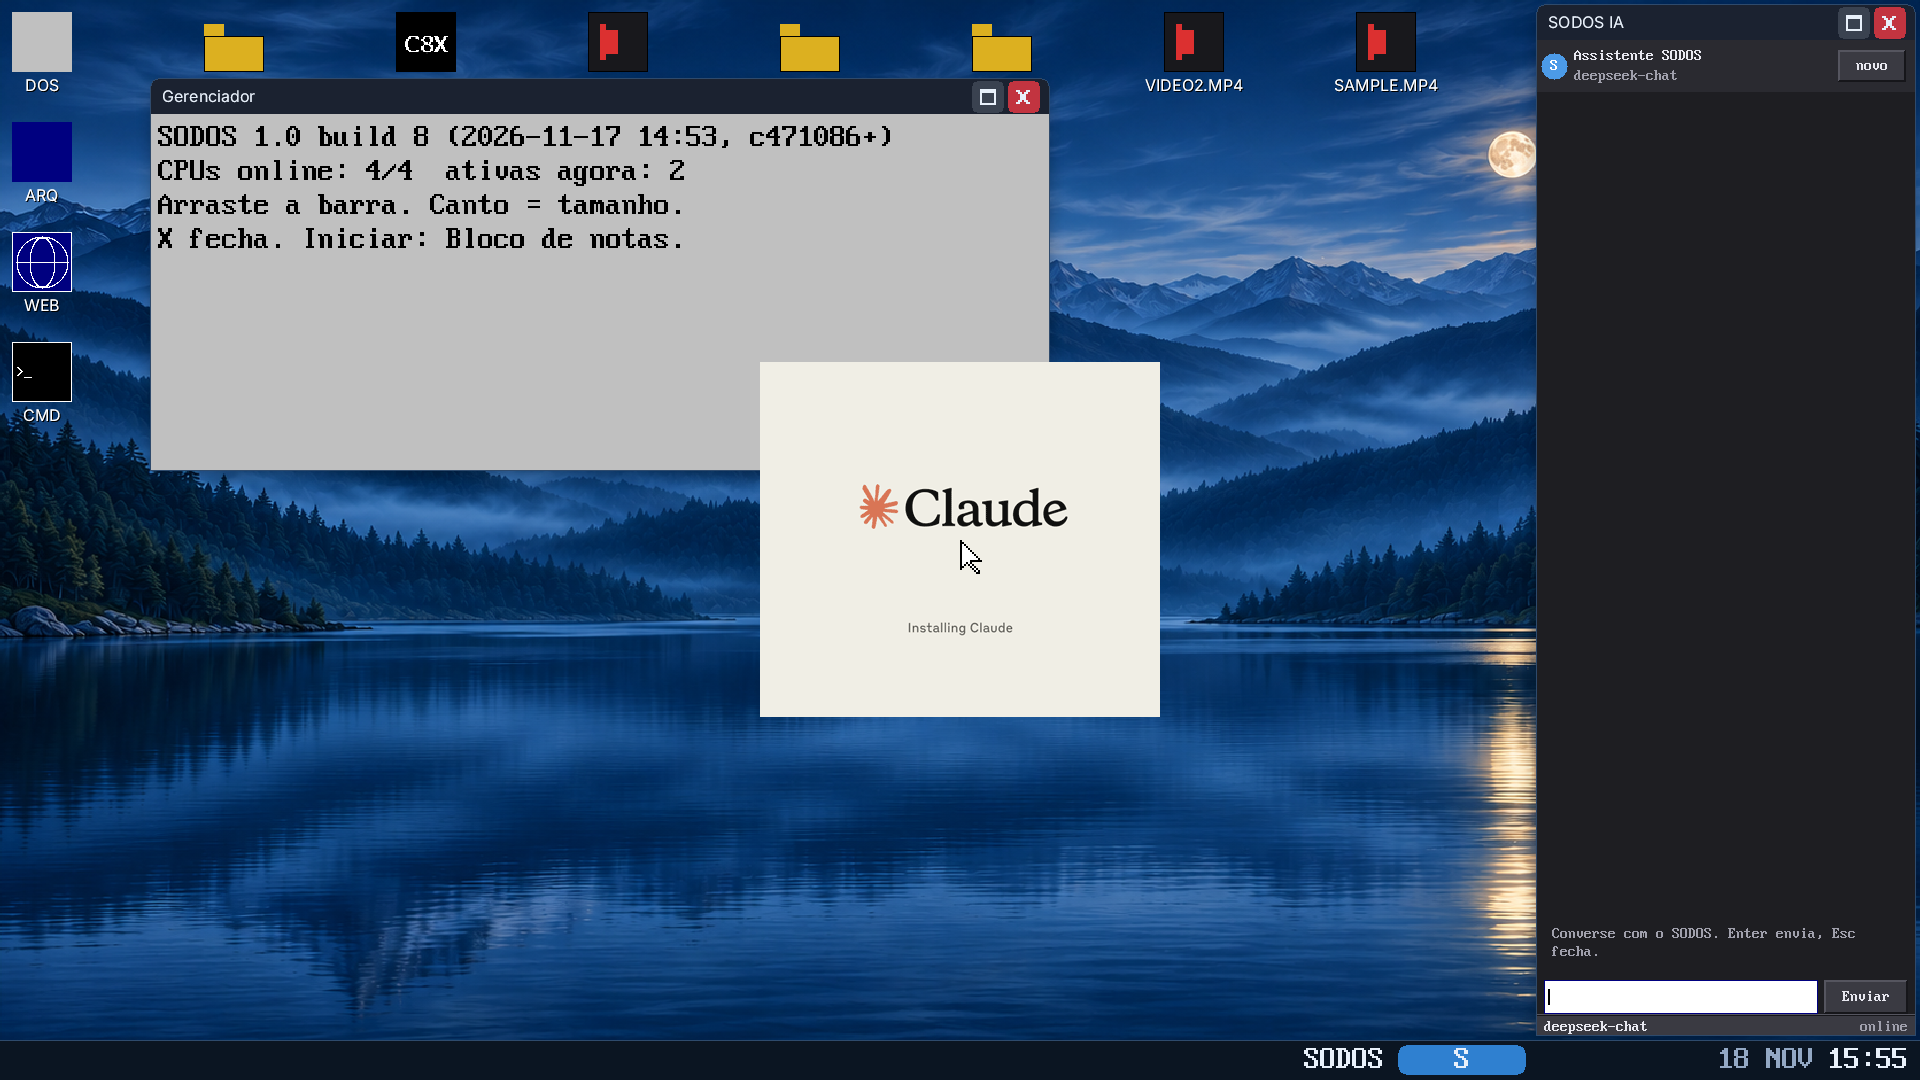 DOS
C8X
VIDEO2.MP4
SAMPLE.MP4
ARQ
WEB
>_
CMD
Gerenciador
X
SODOS 1.0 build 8 (2026-11-17 14:53, c471086+)
CPUs online: 4/4  ativas agora: 2
Arraste a barra. Canto = tamanho.
X fecha. Iniciar: Bloco de notas.
Claude
Installing Claude
SODOS IA
X
S
Assistente SODOS
deepseek-chat
novo
Converse com o SODOS. Enter envia, Esc
fecha.
Enviar
deepseek-chat
online
SODOS
S
18 NOV 15:55